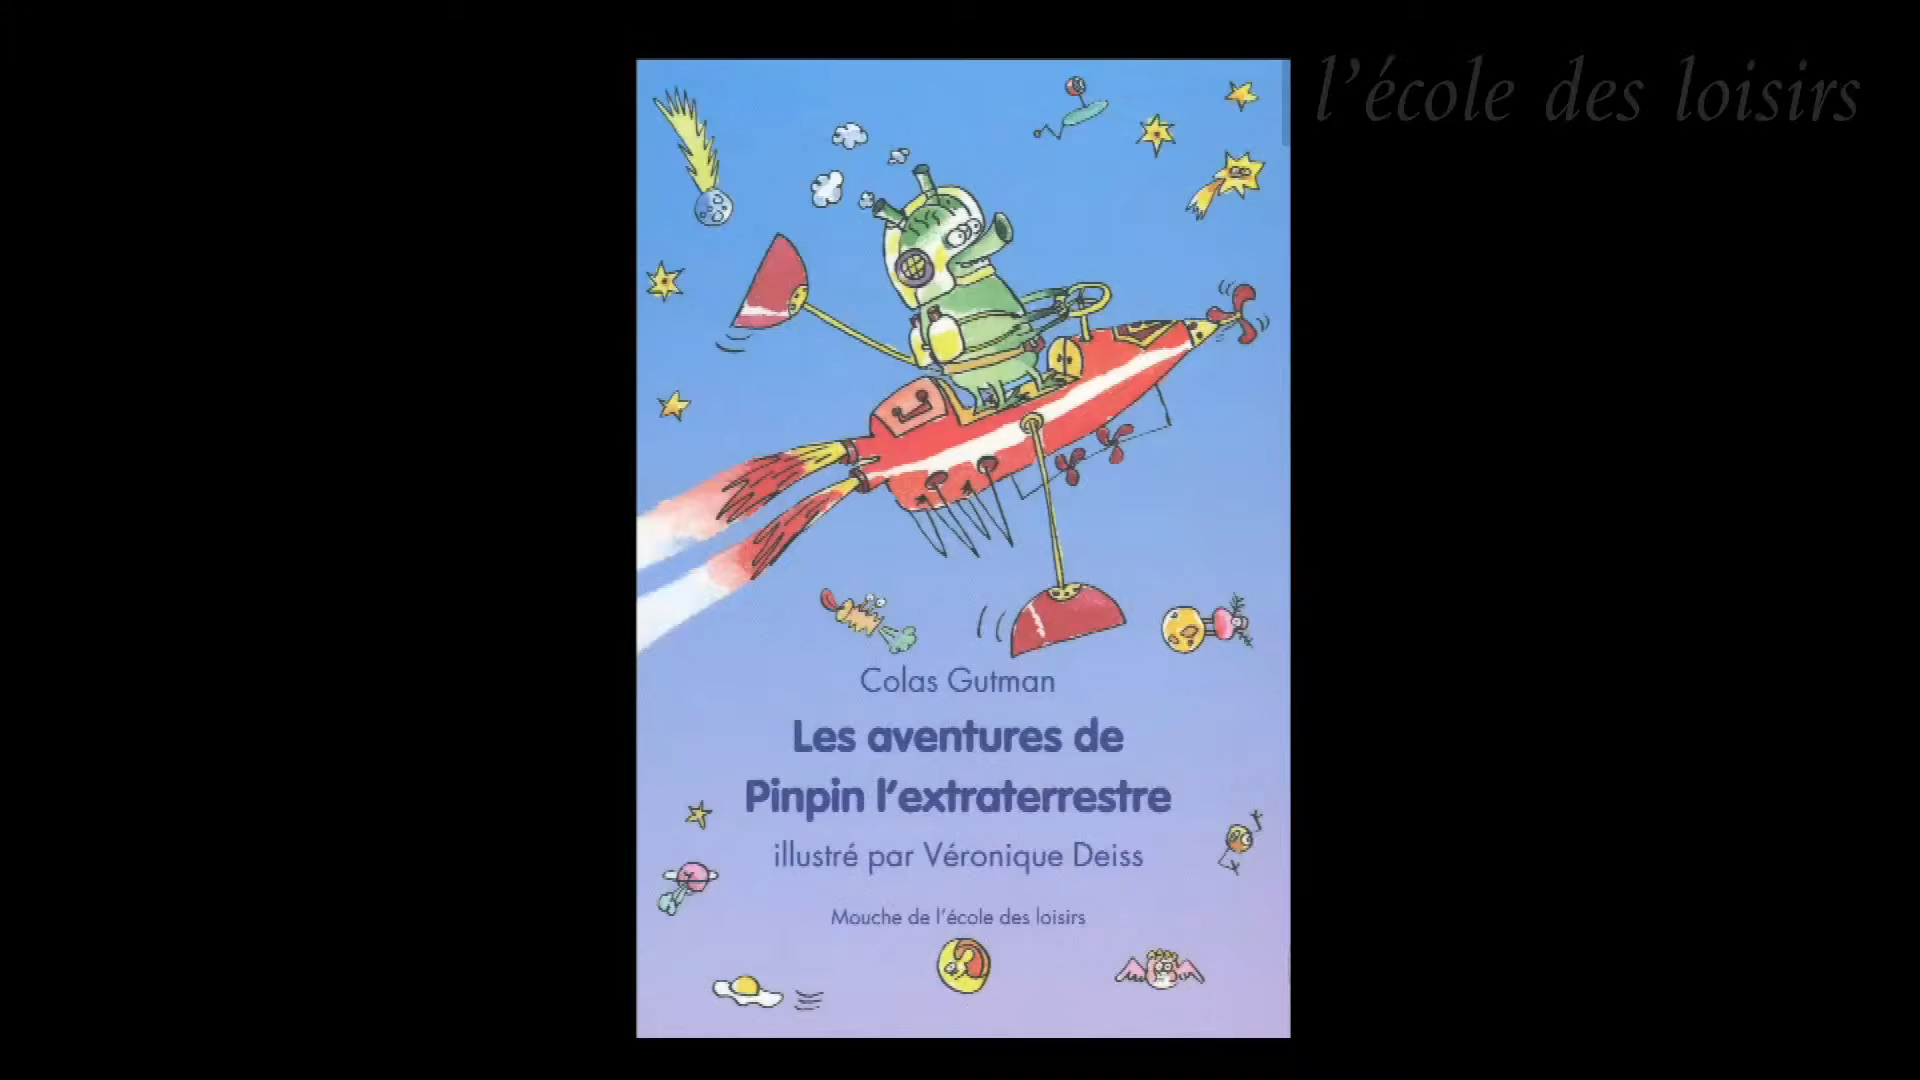 l'école des loisirs
Colas Gutman
Les aventures de
Pinpin l'extraterrestre
illustré par Véronique Deiss
Mouche de l'école des loisirs